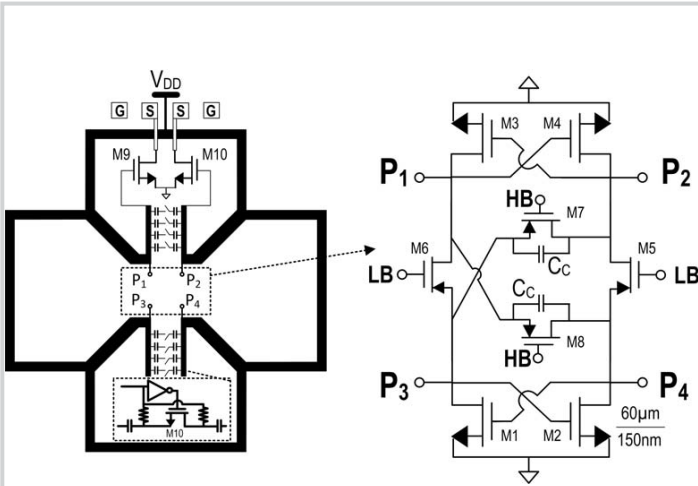 VDD
G S S G
M9 M10
P1 P2
P3 P4
M10
M3 M4
P1 P2
HB
M7
M6 CC M5
LB LB
CC
M8
HB
P3 P4
M1 M2 60µm
150nm